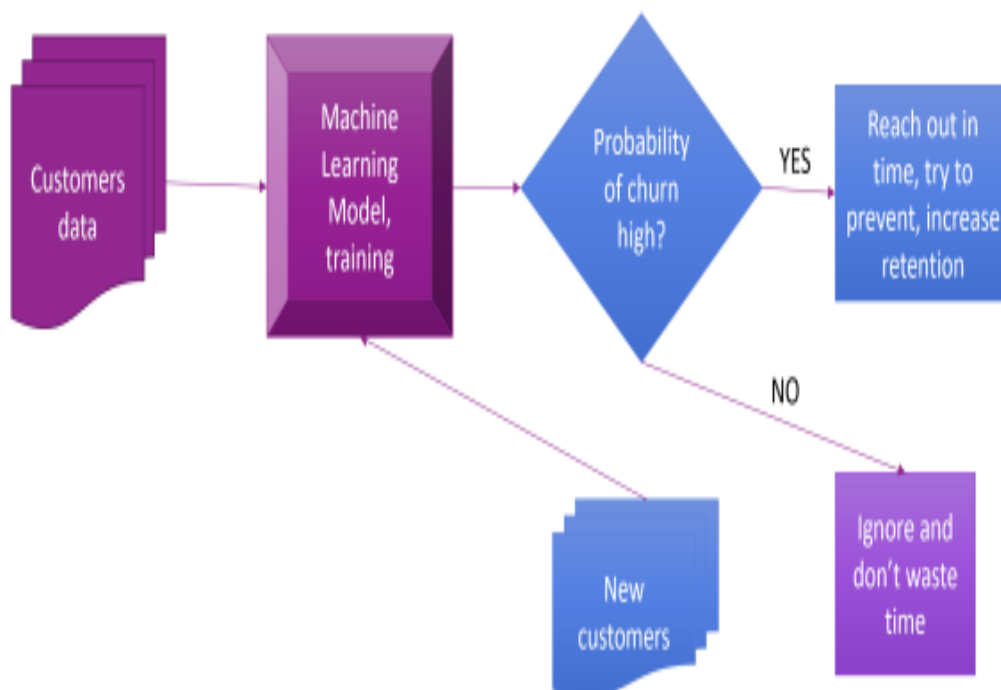 Customers
data
Machine
Learning
Model,
training
Probability
of churn
high?
YES
Reach out in
time, try to
prevent, increase
retention
NO
New
customers
Ignore and
don't waste
time